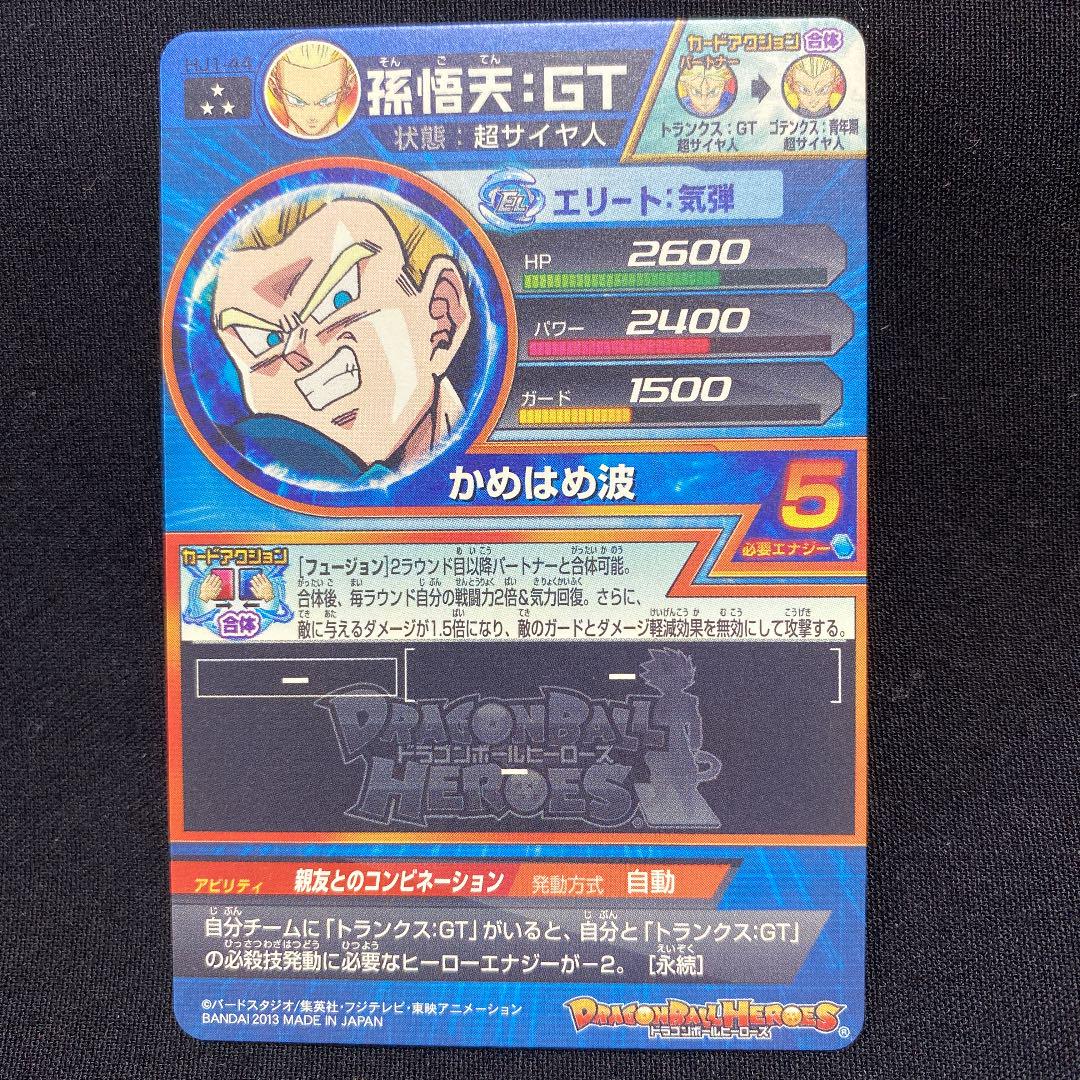 HJ1-44
孫悟天:GT
そん ご てん
状態:超サイヤ人
カードアクション 合体
パートナー
トランクス:GT
超サイヤ人
ゴテンクス:青年期
超サイヤ人
EL エリート:気弾
HP 2600
パワー 2400
ガード 1500
かめはめ波
5
必要エナジー
カードアクション
合体
[フュージョン]2ラウンド目以降パートナーと合体可能。
合体後、毎ラウンド自分の戦闘力2倍&気力回復。さらに、
敵に与えるダメージが1.5倍になり、敵のガードとダメージ軽減効果を無効にして攻撃する。
ー [ ー ]
DRAGONBALL
ドラゴンボールヒーローズ
HEROES
ー
アビリティ 親友とのコンビネーション 発動方式 自動
自分チームに「トランクス:GT」がいると、自分と「トランクス:GT」
の必殺技発動に必要なヒーローエナジーが-2。 [永続]
©バードスタジオ/集英社・フジテレビ・東映アニメーション
BANDAI 2013 MADE IN JAPAN
DRAGONBALL HEROES
ドラゴンボールヒーローズ